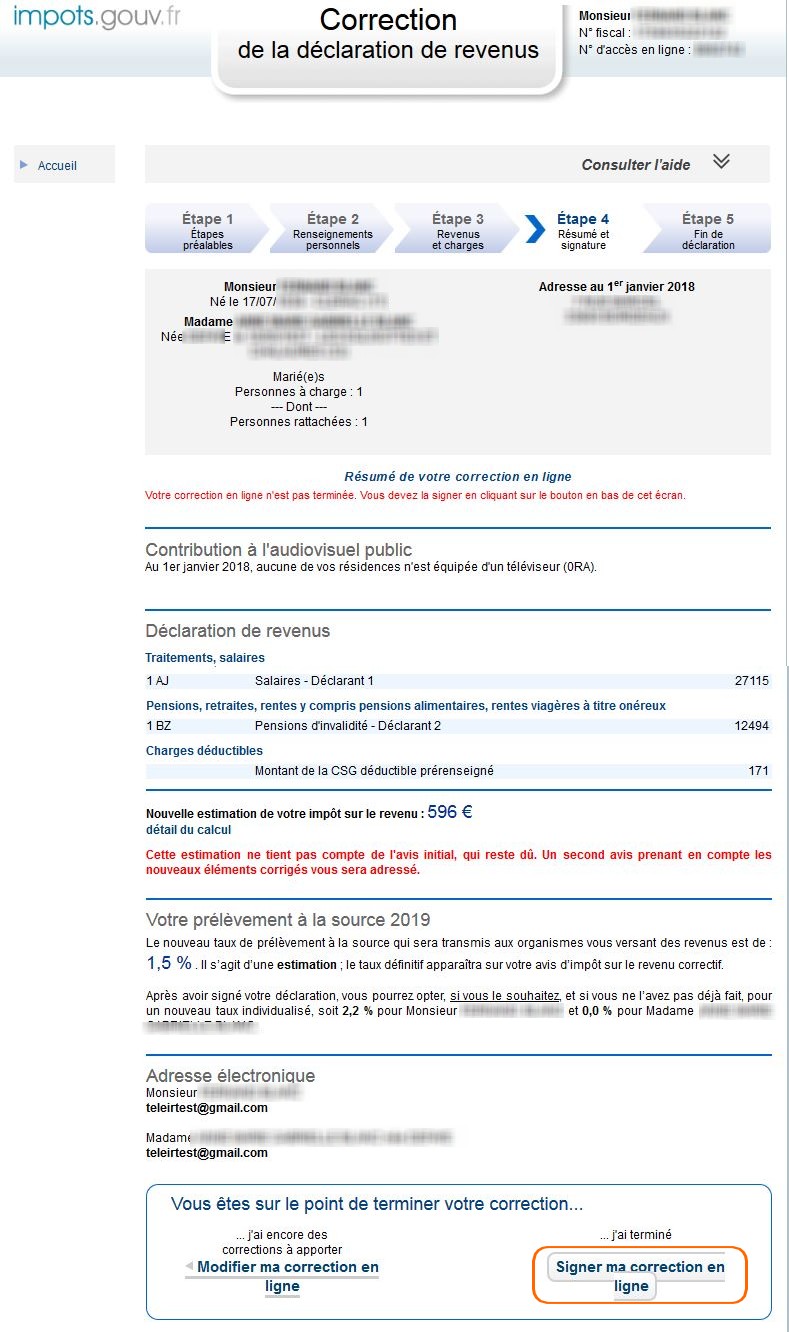 impots.gouv.fr
Correction
de la déclaration de revenus
Monsieur
N° fiscal :
N° d'accès en ligne :
Accueil
Consulter l'aide
Étape 1
Étapes
préalables
Étape 2
Renseignements
personnels
Étape 3
Revenus
et charges
Étape 4
Résumé et
signature
Étape 5
Fin de
déclaration
Monsieur
Né le 17/07/
Madame
Née
Marié(e)s
Personnes à charge : 1
--- Dont ---
Personnes rattachées : 1
Adresse au 1er janvier 2018
Résumé de votre correction en ligne
Votre correction en ligne n'est pas terminée. Vous devez la signer en cliquant sur le bouton en bas de cet écran.
Contribution à l'audiovisuel public
Au 1er janvier 2018, aucune de vos résidences n'est équipée d'un téléviseur (0RA).
Déclaration de revenus
Traitements, salaires
1 AJ Salaires - Déclarant 1 27115
Pensions, retraites, rentes y compris pensions alimentaires, rentes viagères à titre onéreux
1 BZ Pensions d'invalidité - Déclarant 2 12494
Charges déductibles
Montant de la CSG déductible prérenseigné 171
Nouvelle estimation de votre impôt sur le revenu : 596 €
détail du calcul
Cette estimation ne tient pas compte de l'avis initial, qui reste dû. Un second avis prenant en compte les
nouveaux éléments corrigés vous sera adressé.
Votre prélèvement à la source 2019
Le nouveau taux de prélèvement à la source qui sera transmis aux organismes vous versant des revenus est de :
1,5 % . Il s'agit d'une estimation ; le taux définitif apparaîtra sur votre avis d'impôt sur le revenu correctif.
Après avoir signé votre déclaration, vous pourrez opter, si vous le souhaitez, et si vous ne l'avez pas déjà fait, pour
un nouveau taux individualisé, soit 2,2 % pour Monsieur et 0,0 % pour Madame
Adresse électronique
Monsieur
teleirtest@gmail.com
Madame
teleirtest@gmail.com
Vous êtes sur le point de terminer votre correction...
... j'ai encore des
corrections à apporter
Modifier ma correction en
ligne
... j'ai terminé
Signer ma correction en
ligne